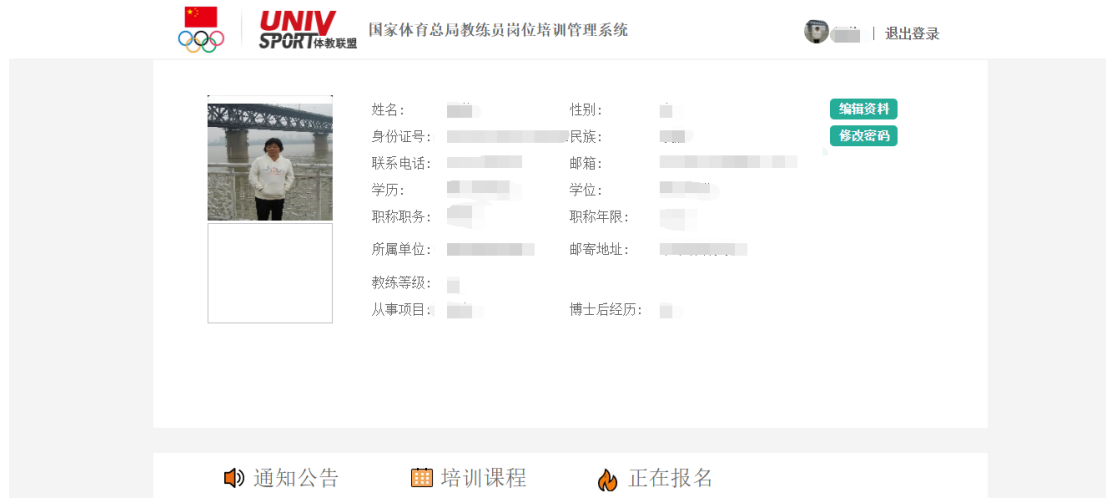 UNIV
SPORT体教联盟
国家体育总局教练员岗位培训管理系统
| 退出登录
姓名： 性别： 编辑资料
身份证号： 民族： 修改密码
联系电话： 邮箱：
学历： 学位：
职称职务： 职称年限：
所属单位： 邮寄地址：
教练等级：
从事项目： 博士后经历：
通知公告 培训课程 正在报名